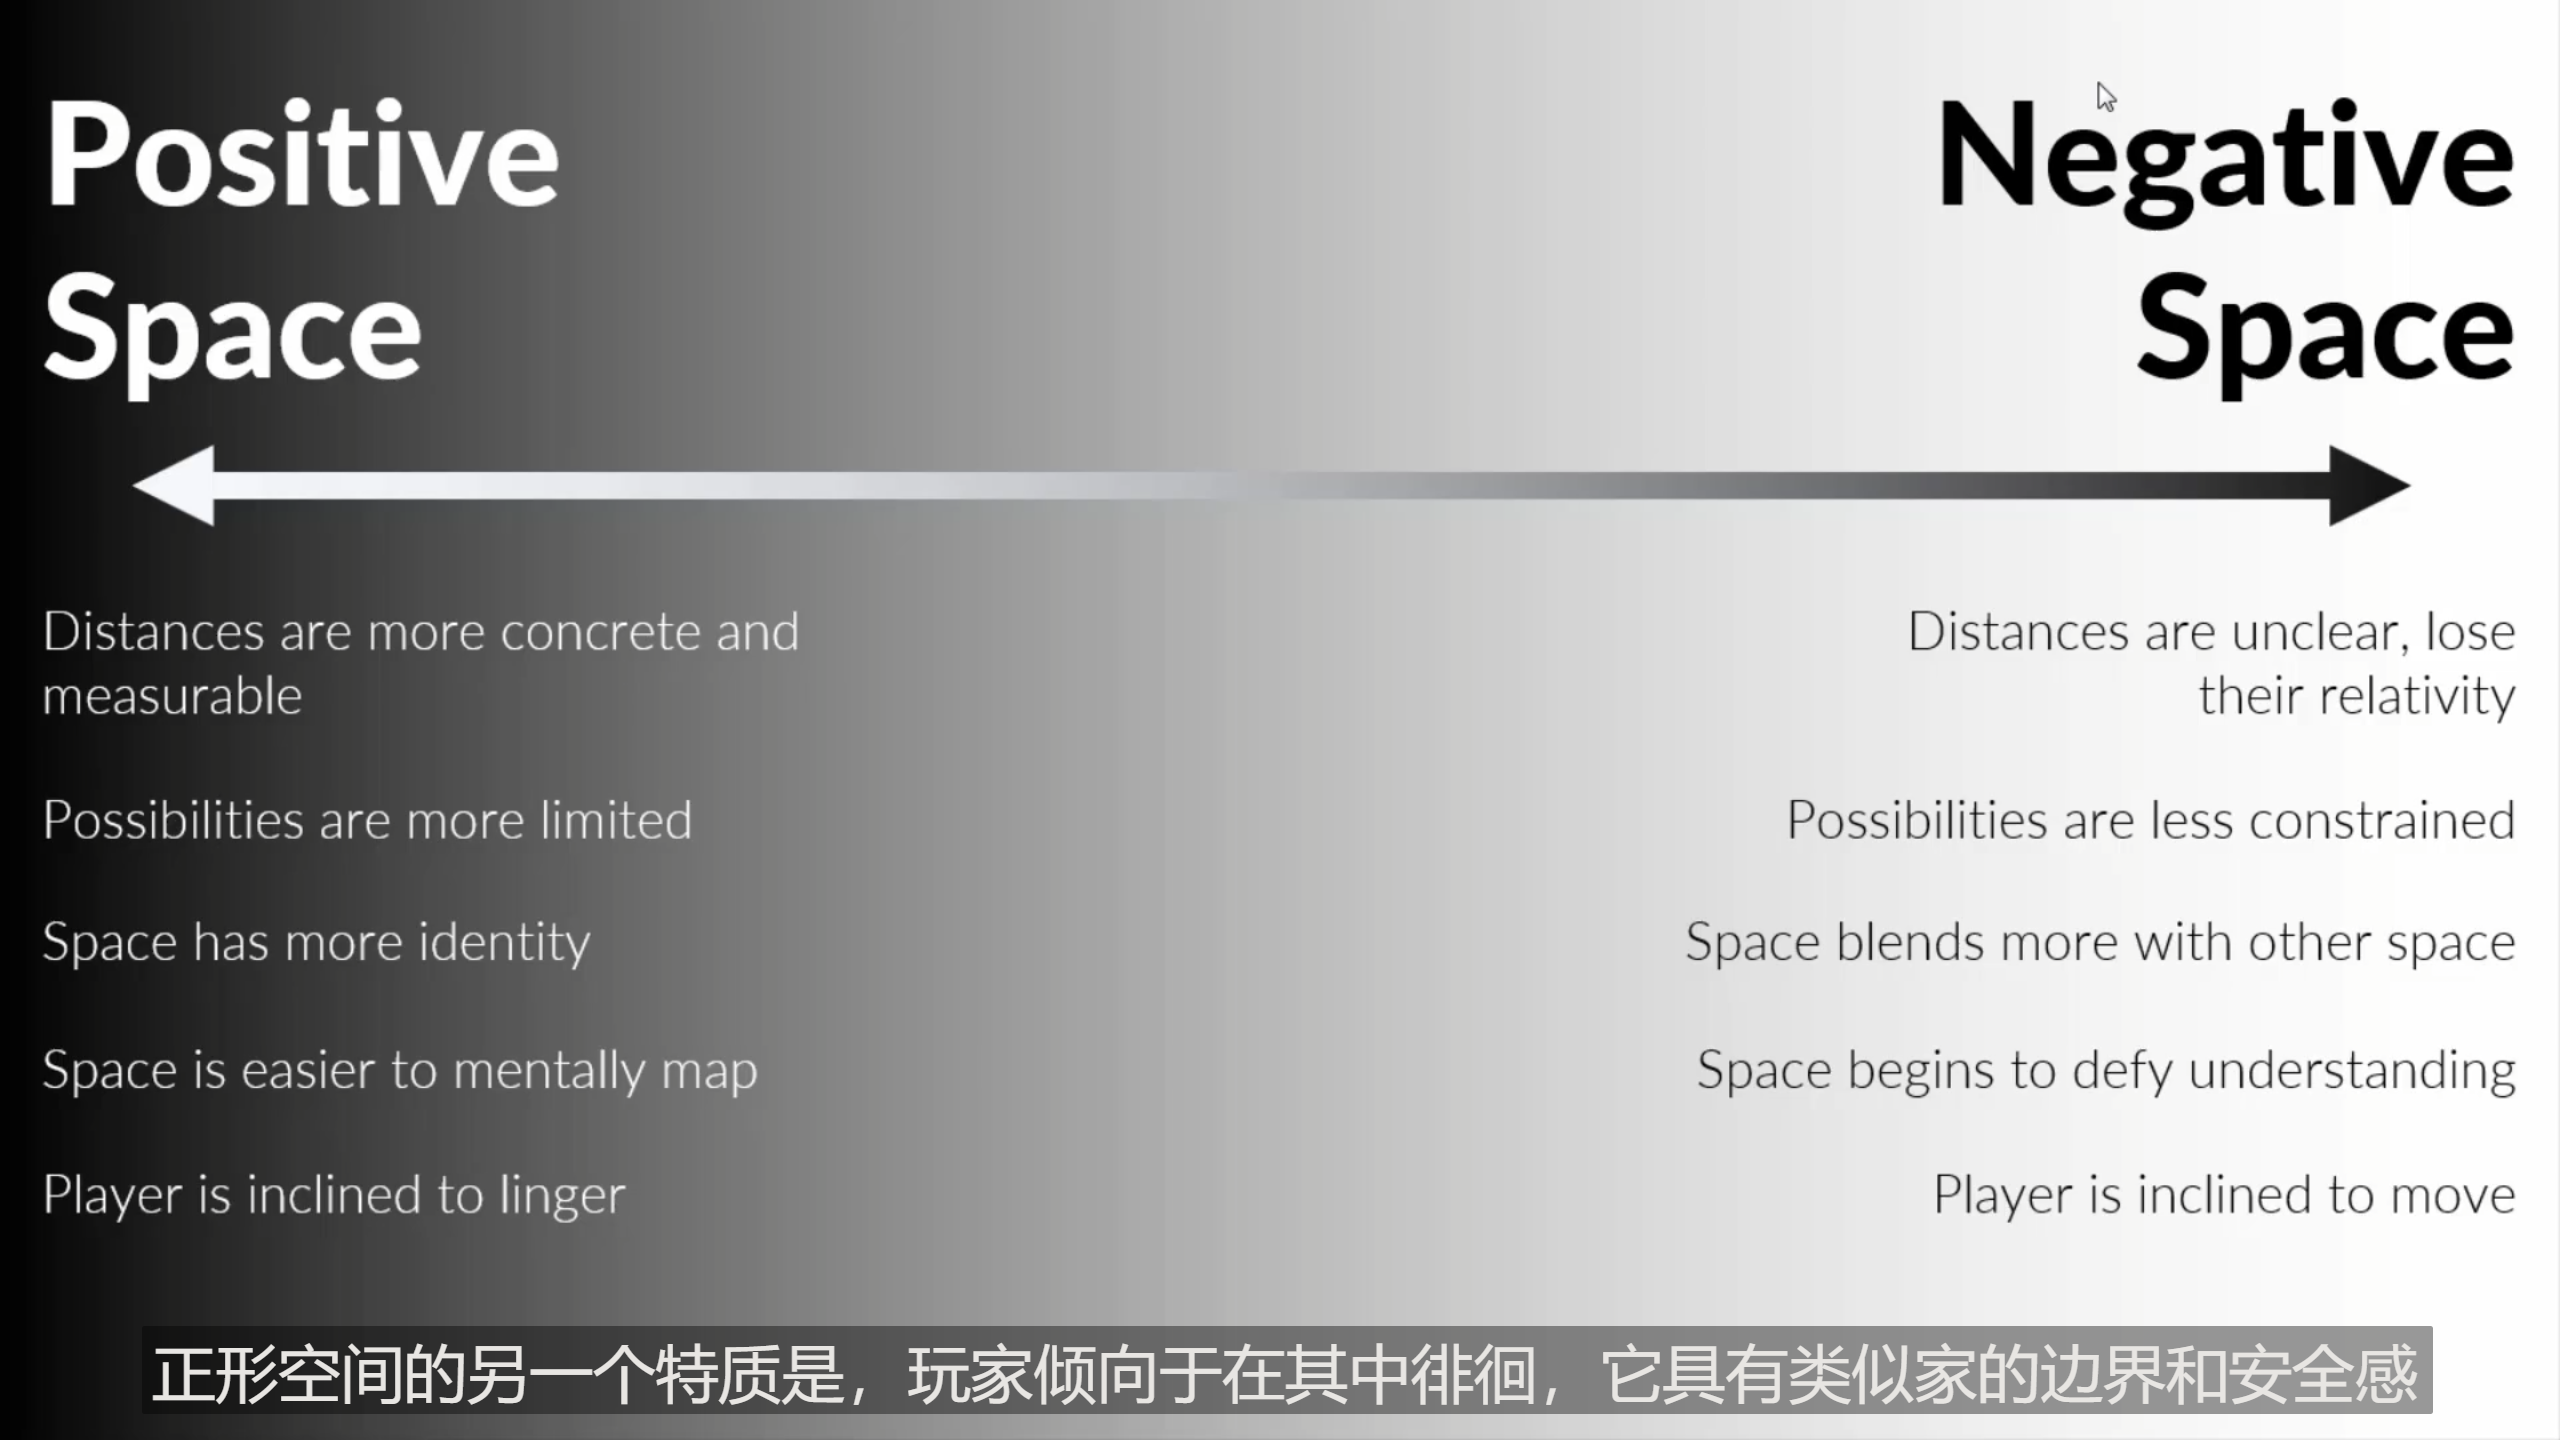 Positive
Space
Negative
Space
Distances are more concrete and
measurable
Possibilities are more limited
Space has more identity
Space is easier to mentally map
Player is inclined to linger
Distances are unclear, lose
their relativity
Possibilities are less constrained
Space blends more with other space
Space begins to defy understanding
Player is inclined to move
正形空间的另一个特质是，玩家倾向于在其中徘徊，它具有类似家的边界和安全感